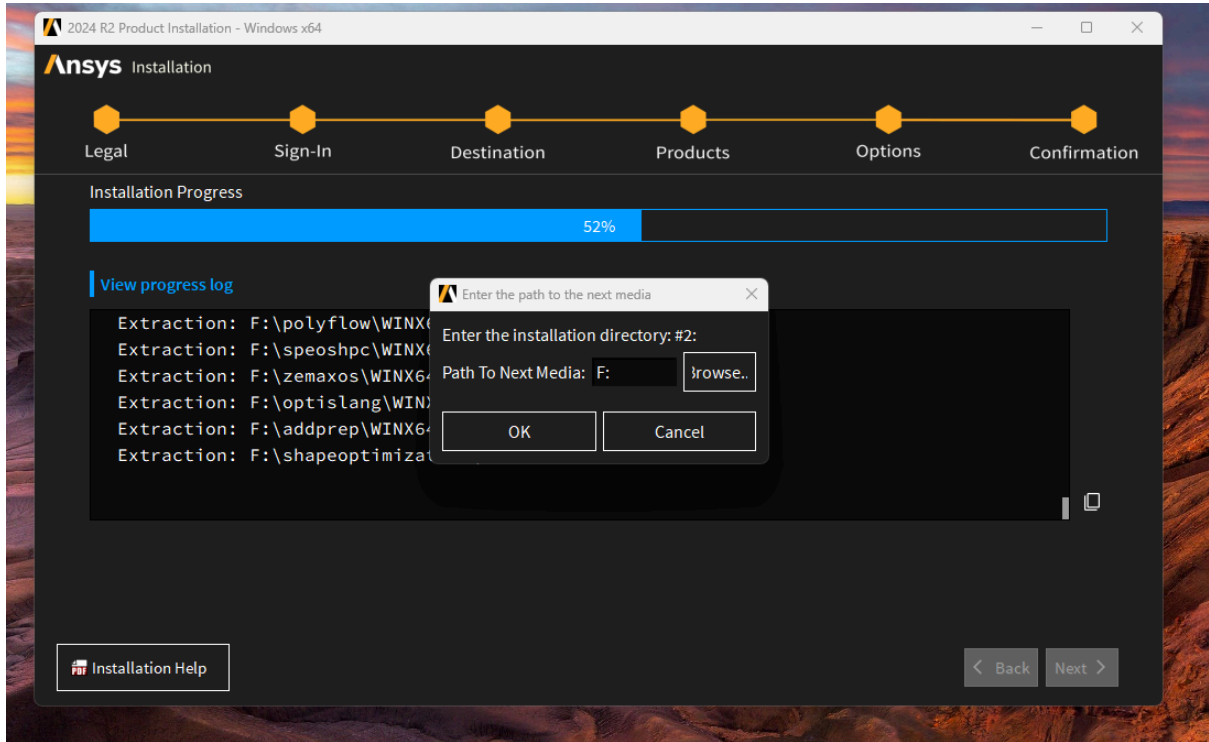 2024 R2 Product Installation - Windows x64
Ansys Installation
Legal Sign-In Destination Products Options Confirmation
Installation Progress
52%
View progress log
Extraction: F:\polyflow\WINX6
Extraction: F:\speoshpc\WINX6
Extraction: F:\zemaxos\WINX64
Extraction: F:\optislang\WINX
Extraction: F:\addprep\WINX64
Extraction: F:\shapeoptimizat
Enter the path to the next media
Enter the installation directory: #2:
Path To Next Media: F: Browse..
OK Cancel
PDF Installation Help
Back Next